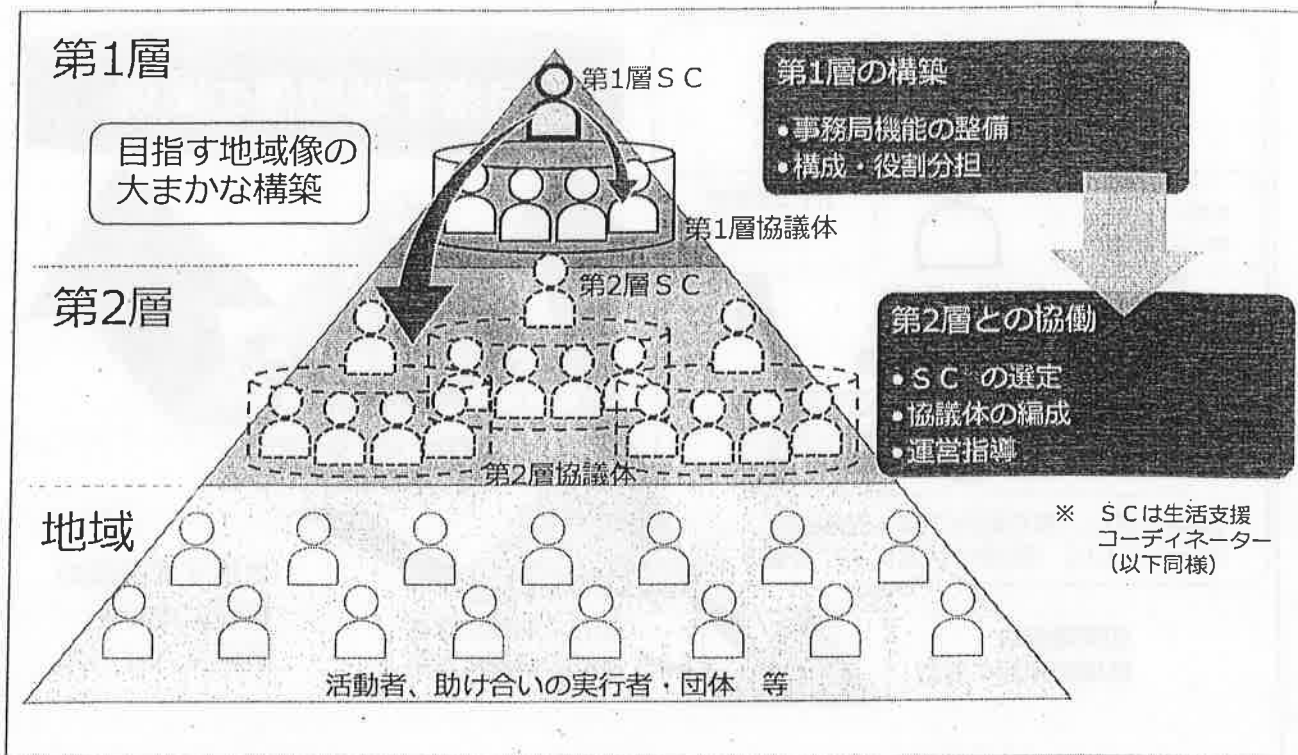 第1層
目指す地域像の
大まかな構築
第1層SC
第1層協議体
第1層の構築
•事務局機能の整備
•構成・役割分担
第2層
第2層SC
第2層協議体
第2層との協働
•SC の選定
•協議体の編成
•運営指導
地域
活動者、助け合いの実行者・団体 等
※ SCは生活支援
コーディネーター
(以下同様)